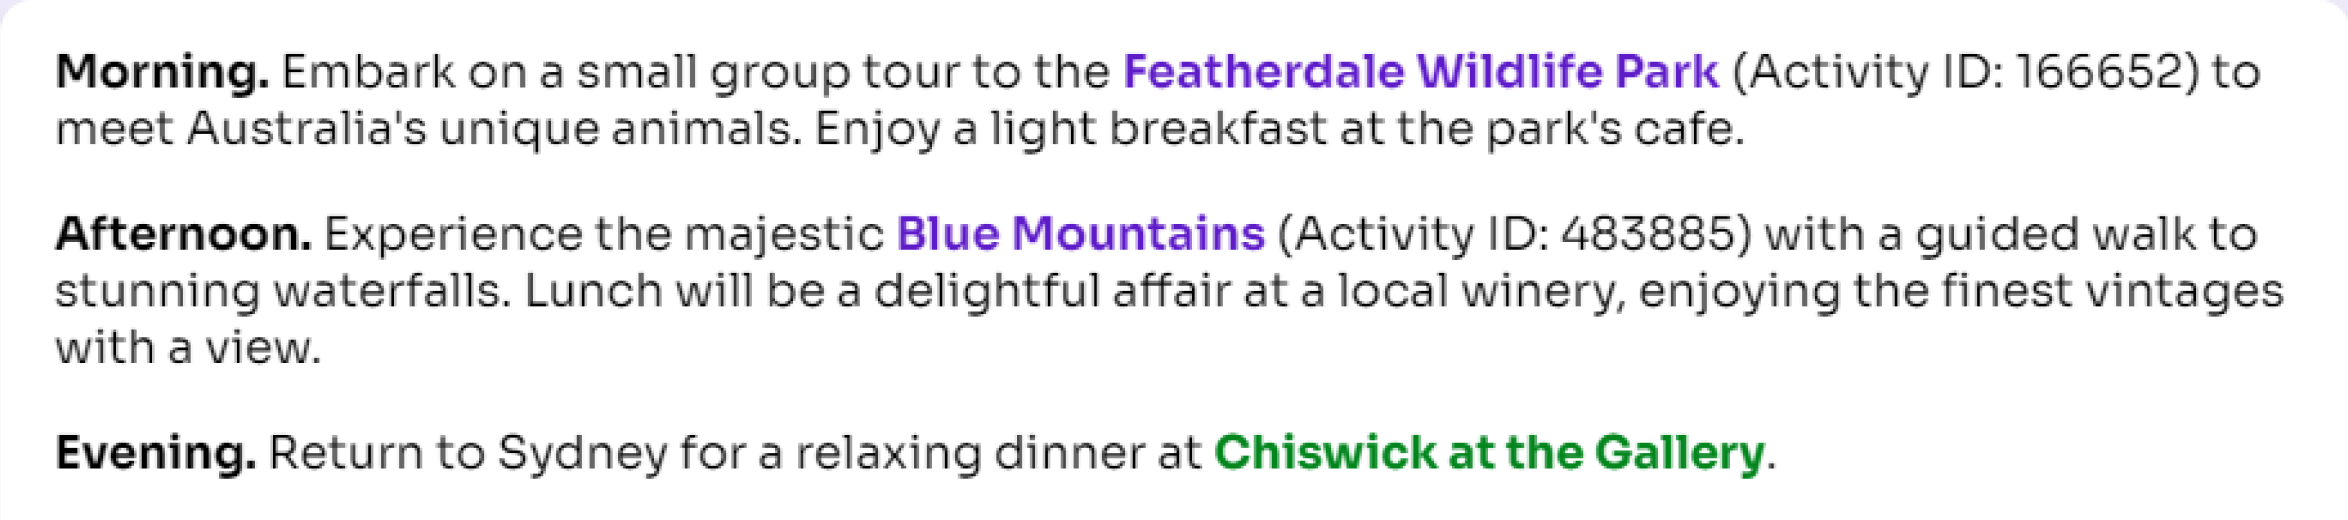 Morning. Embark on a small group tour to the Featherdale Wildlife Park (Activity ID: 166652) to
meet Australia's unique animals. Enjoy a light breakfast at the park's cafe.
Afternoon. Experience the majestic Blue Mountains (Activity ID: 483885) with a guided walk to
stunning waterfalls. Lunch will be a delightful affair at a local winery, enjoying the finest vintages
with a view.
Evening. Return to Sydney for a relaxing dinner at Chiswick at the Gallery.